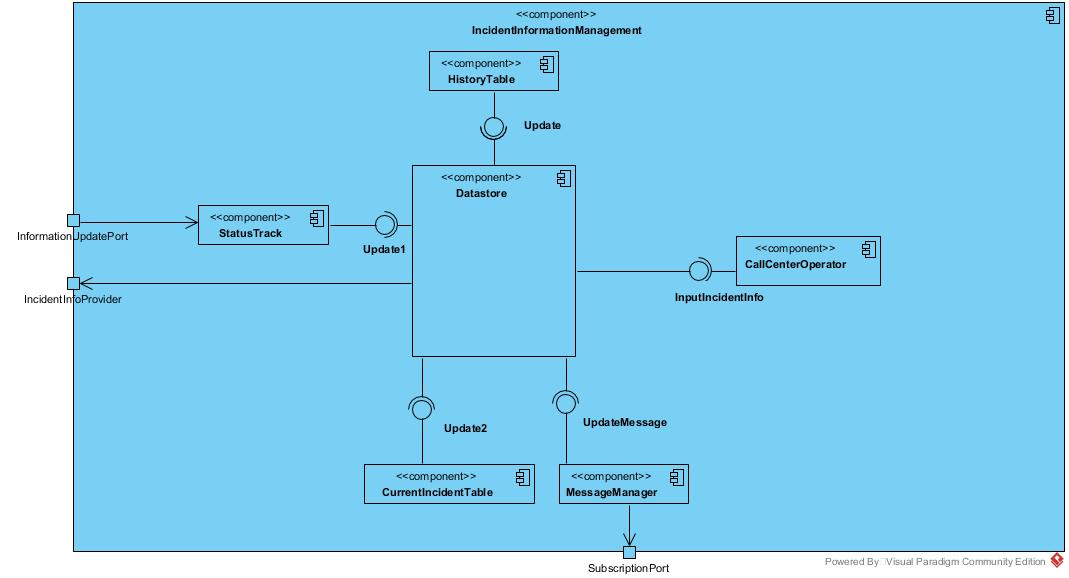 <<component>>
IncidentInformationManagement
<<component>>
HistoryTable
Update
<<component>>
Datastore
<<component>>
StatusTrack
Update1
InformationUpdatePort
IncidentInfoProvider
<<component>>
CallCenterOperator
InputIncidentInfo
Update2
UpdateMessage
<<component>>
CurrentIncidentTable
<<component>>
MessageManager
SubscriptionPort
Powered By Visual Paradigm Community Edition